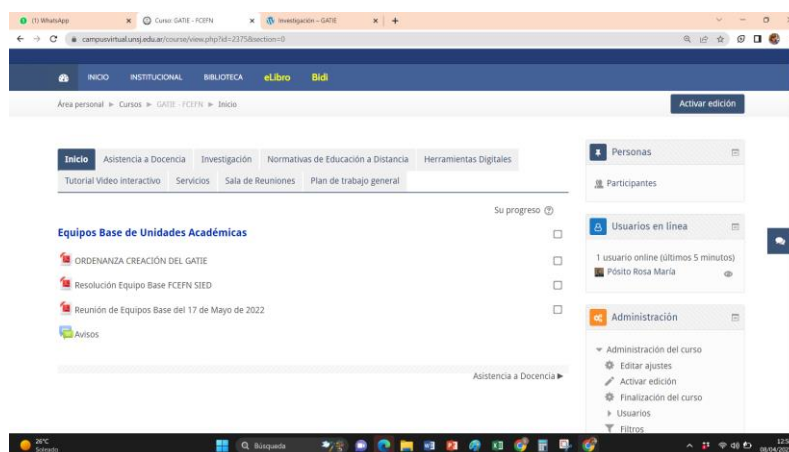 (1) WhatsApp
Curso: GATIE - FCEFN
Investigación – GATIE
campusvirtual.unsj.edu.ar/course/view.php?id=2375&section=0
INICIO INSTITUCIONAL BIBLIOTECA eLibro Bidi
Área personal ► Cursos ► GATIE - FCEFN ► Inicio
Activar edición
Inicio Asistencia a Docencia Investigación Normativas de Educación a Distancia Herramientas Digitales
Tutorial Video interactivo Servicios Sala de Reuniones Plan de trabajo general
Su progreso
Equipos Base de Unidades Académicas
ORDENANZA CREACIÓN DEL GATIE
Resolución Equipo Base FCEFN SIED
Reunión de Equipos Base del 17 de Mayo de 2022
Avisos
Asistencia a Docencia ►
Personas
Participantes
Usuarios en línea
1 usuario online (últimos 5 minutos)
Pósito Rosa María
Administración
Administración del curso
Editar ajustes
Activar edición
Finalización del curso
Usuarios
Filtros
26°C
Soleado
Búsqueda